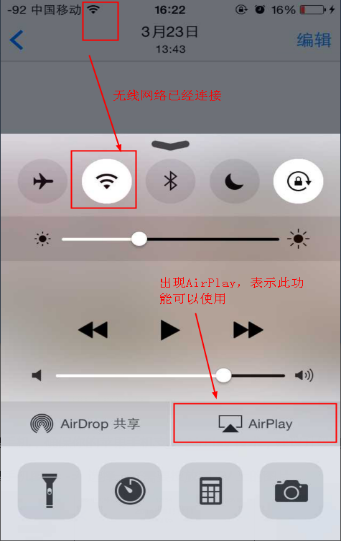 -92 中国移动 16:22 16%
3月23日
13:43
编辑
无线网络已经连接
出现AirPlay, 表示此功
能可以使用
AirDrop 共享
AirPlay